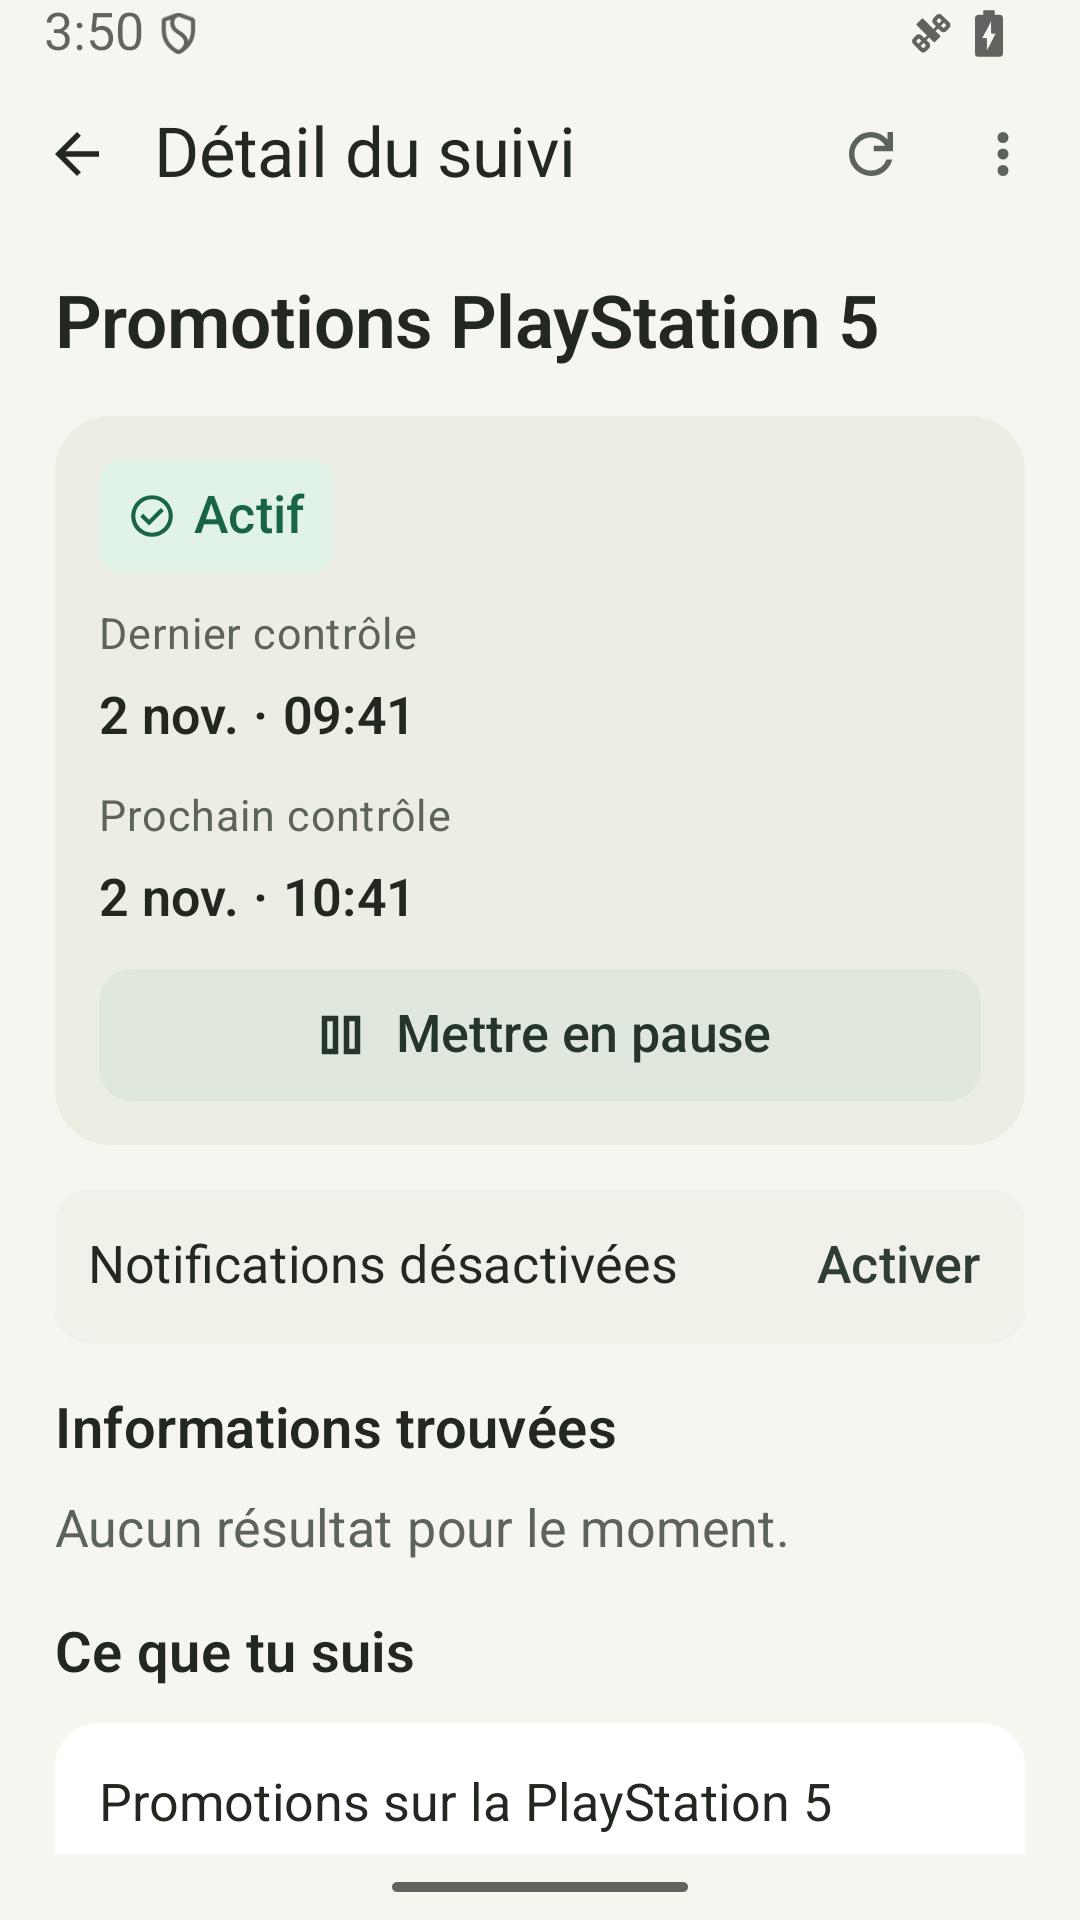 3:50
Détail du suivi
Promotions PlayStation 5
Actif
Dernier contrôle
2 nov. · 09:41
Prochain contrôle
2 nov. · 10:41
Mettre en pause
Notifications désactivées Activer
Informations trouvées
Aucun résultat pour le moment.
Ce que tu suis
Promotions sur la PlayStation 5